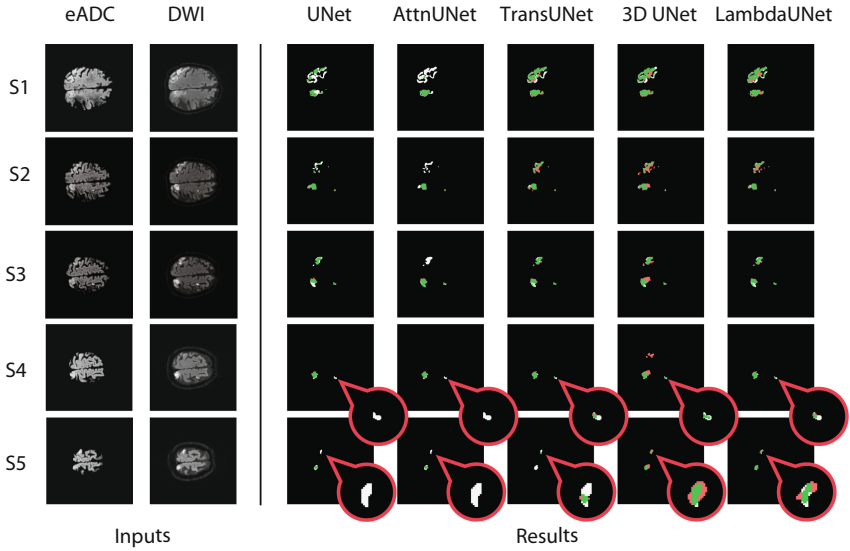 eADC DWI UNet AttnUNet TransUNet 3D UNet LambdaUNet
S1
S2
S3
S4
S5
Inputs Results